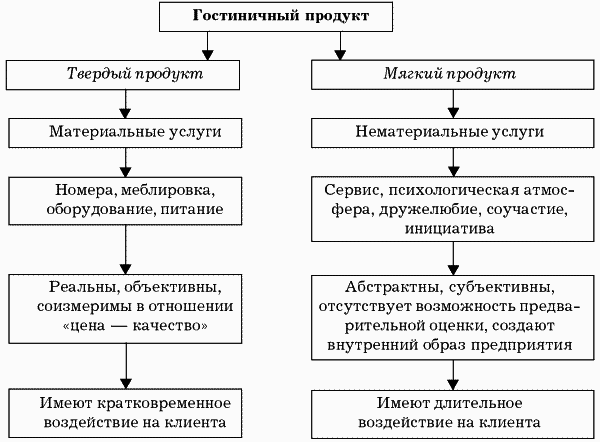 Гостиничный продукт
Твердый продукт
Мягкий продукт
Материальные услуги
Нематериальные услуги
Номера, меблировка,
оборудование, питание
Сервис, психологическая атмос-
фера, дружелюбие, соучастие,
инициатива
Реальны, объективны,
соизмеримы в отношении
«цена — качество»
Абстрактны, субъективны,
отсутствует возможность предва-
рительной оценки, создают
внутренний образ предприятия
Имеют кратковременное
воздействие на клиента
Имеют длительное
воздействие на клиента